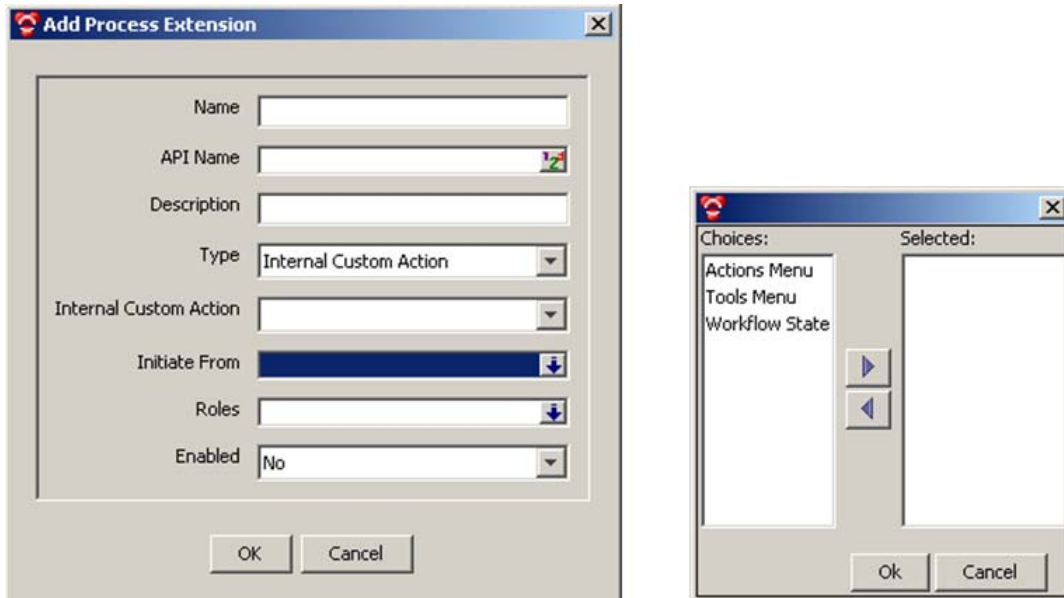 Add Process Extension
Name
API Name
Description
Type Internal Custom Action
Internal Custom Action
Initiate From
Roles
Enabled No
OK Cancel
Choices: Selected:
Actions Menu
Tools Menu
Workflow State
Ok Cancel